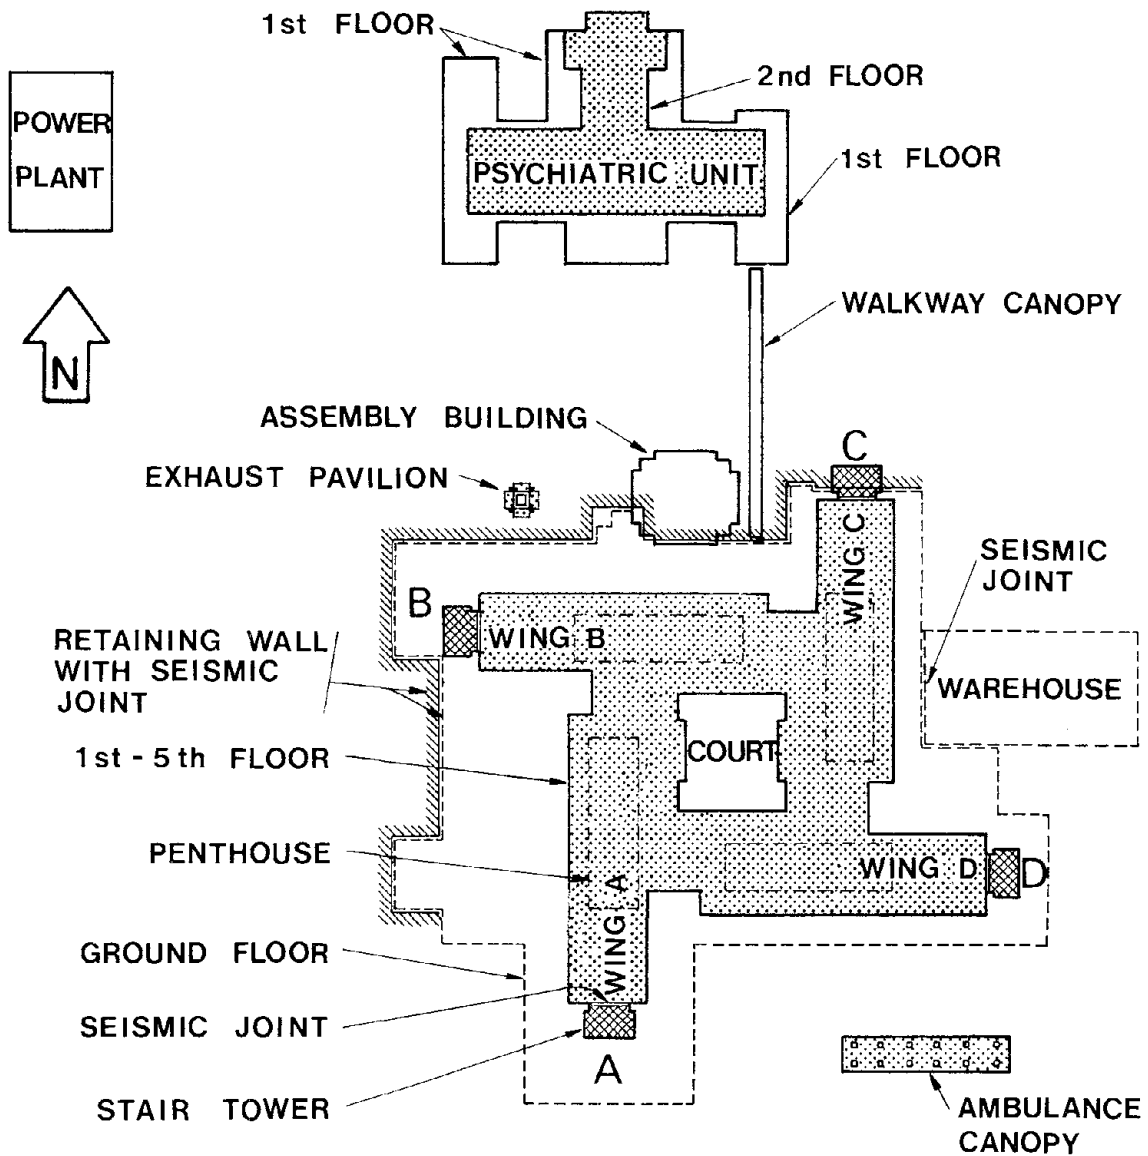 1st FLOOR
2nd FLOOR
POWER
PLANT
PSYCHIATRIC UNIT
1st FLOOR
WALKWAY CANOPY
N
ASSEMBLY BUILDING
C
EXHAUST PAVILION
WING C
SEISMIC
JOINT
B
WING B
RETAINING WALL
WITH SEISMIC
JOINT
WAREHOUSE
1st-5th FLOOR
COURT
PENTHOUSE
WING A
WING D
D
GROUND FLOOR
SEISMIC JOINT
A
STAIR TOWER
AMBULANCE
CANOPY